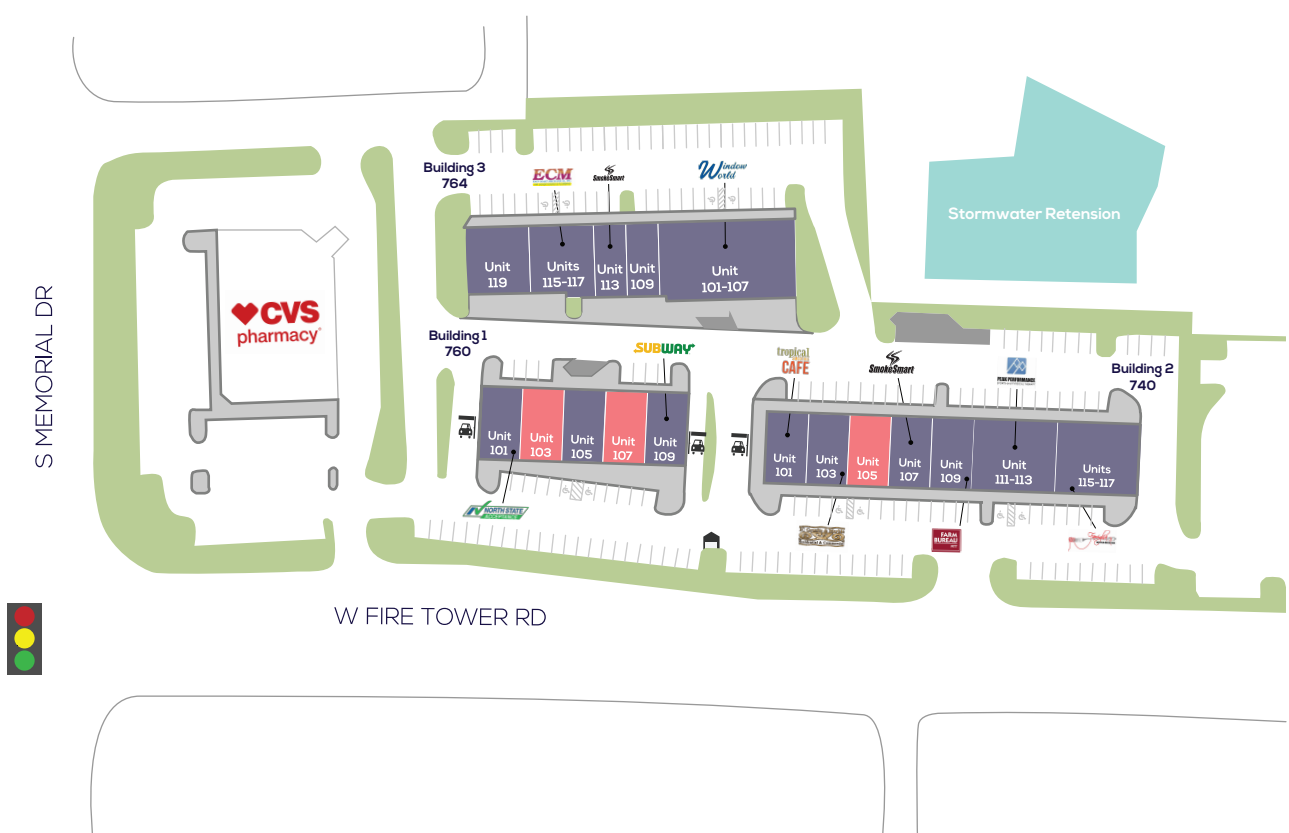 Building 3
764
ECM
SmokeSmart
Window
World
Stormwater Retension
Unit
119
Units
115-117
Unit
113
Unit
109
Unit
101-107
S MEMORIAL DR
CVS
pharmacy
Building 1
760
SUBWAY
tropical
CAFE
SmokeSmart
PEAK PERFORMANCE
Building 2
740
Unit
101
Unit
103
Unit
105
Unit
107
Unit
109
Unit
101
Unit
103
Unit
105
Unit
107
Unit
109
Unit
111-113
Units
115-117
NORTH STATE
FARM
BUREAU
W FIRE TOWER RD